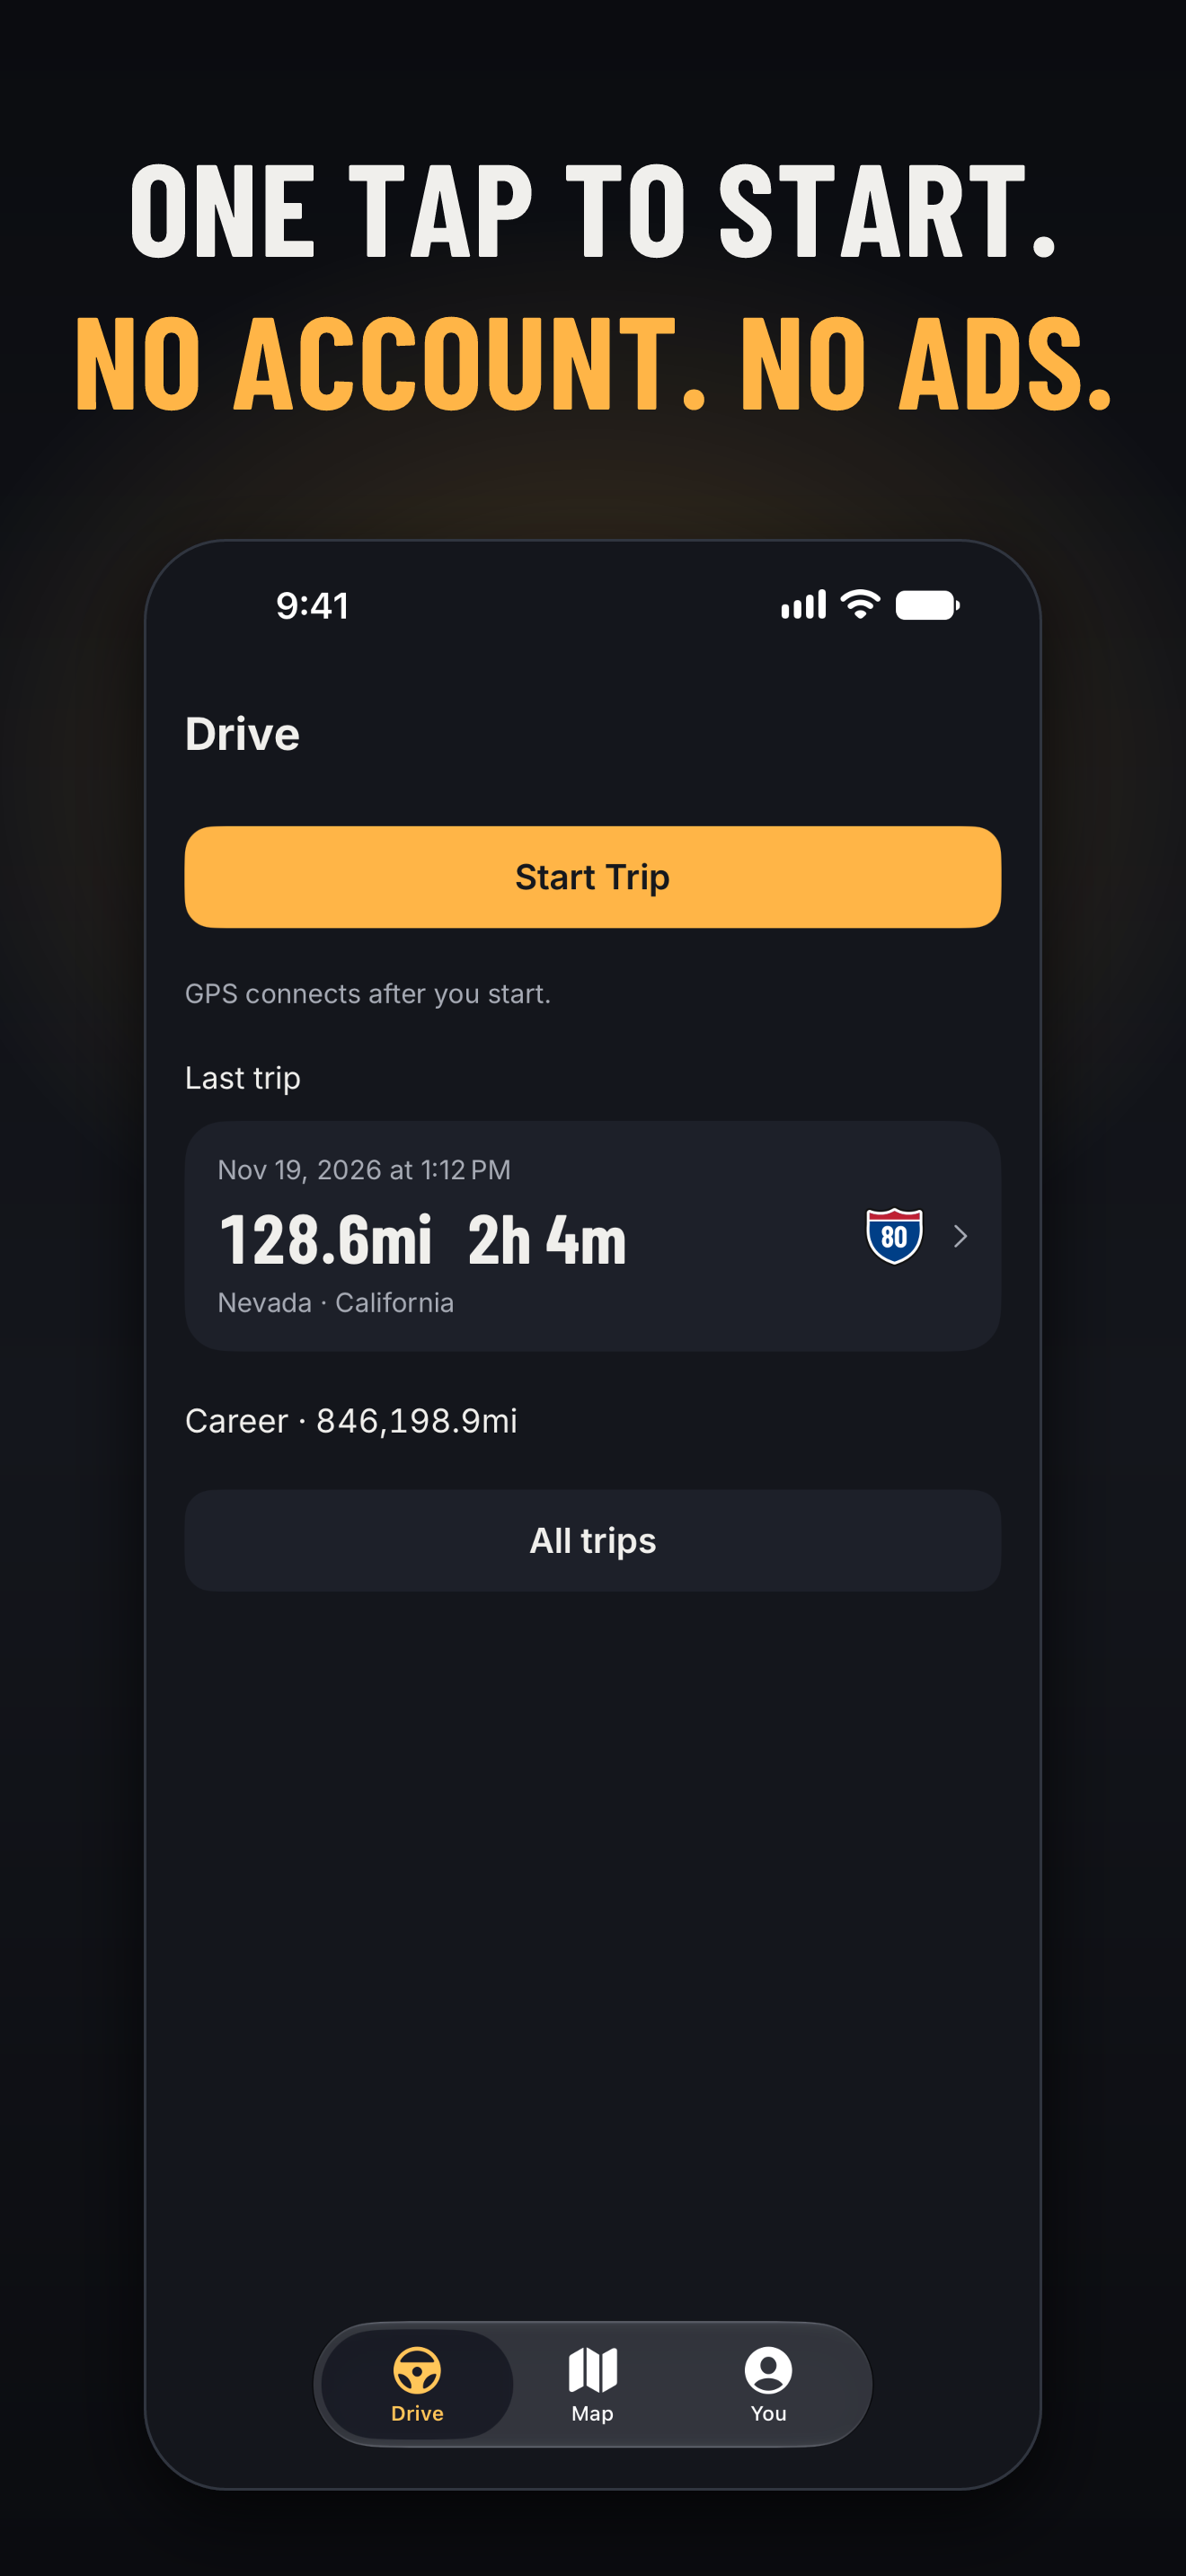 ONE TAP TO START.
NO ACCOUNT. NO ADS.
9:41
Drive
Start Trip
GPS connects after you start.
Last trip
Nov 19, 2026 at 1:12 PM
128.6mi 2h 4m
80
Nevada · California
Career · 846,198.9mi
All trips
Drive Map You